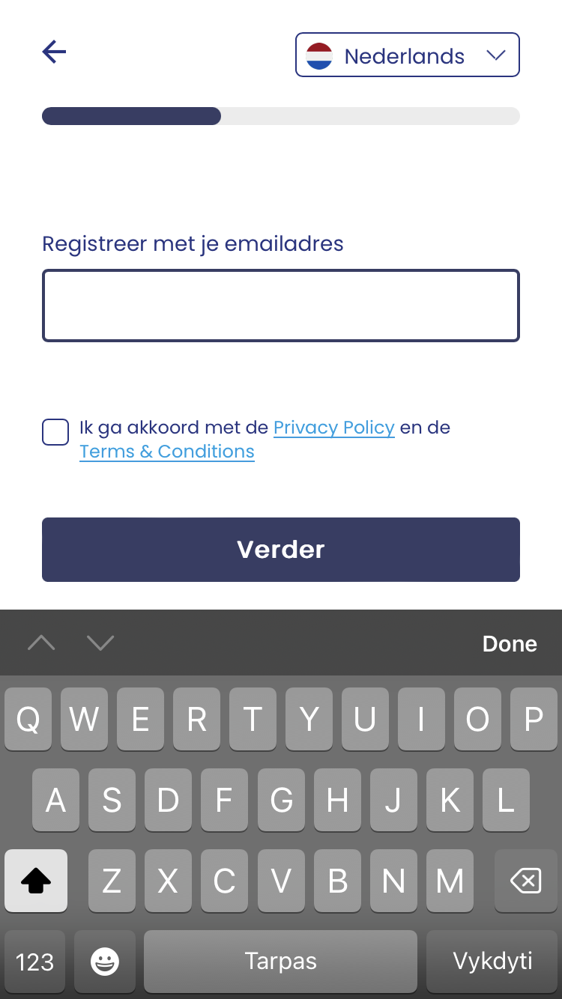 Nederlands
Registreer met je emailadres
Ik ga akkoord met de Privacy Policy en de
Terms & Conditions
Verder
Done
Q W E R T Y U I O P
A S D F G H J K L
Z X C V B N M
123 Tarpas Vykdyti